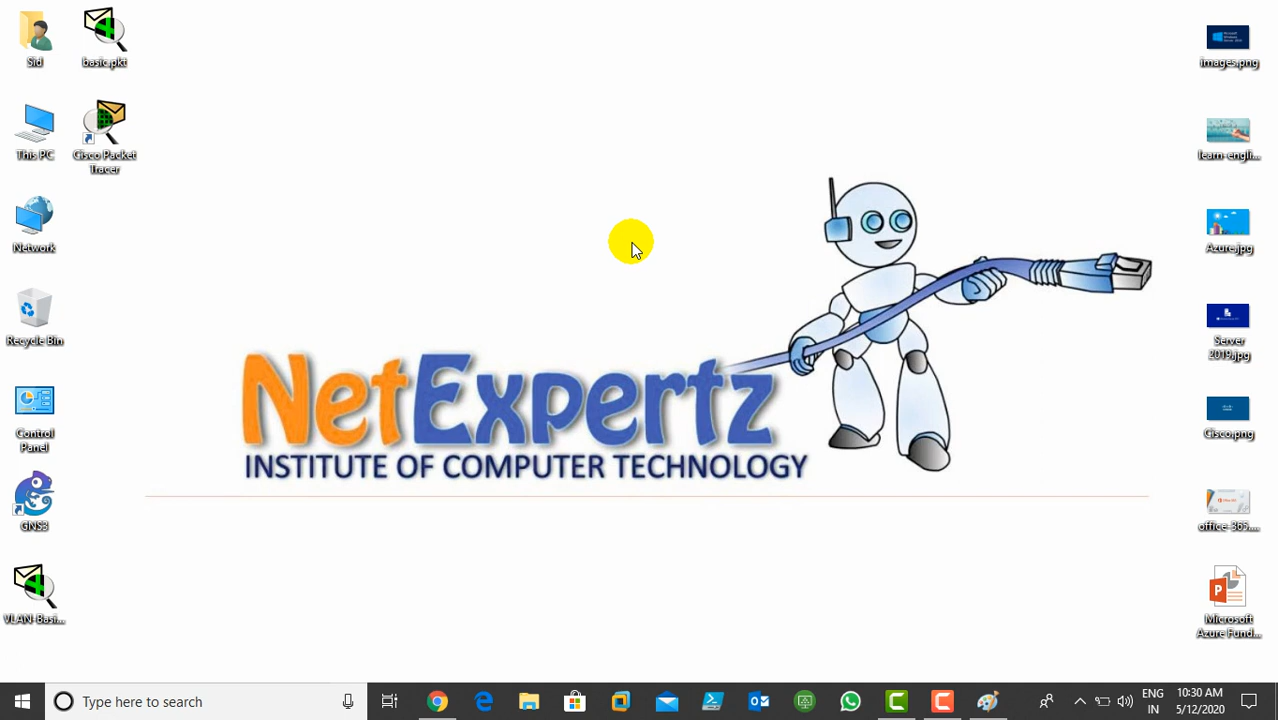 Sid
basic.pkt
This PC
Cisco Packet
Tracer
Network
Recycle Bin
Control
Panel
GNS3
VLAN-Basi...
NetExpertz
INSTITUTE OF COMPUTER TECHNOLOGY
images.png
learn-engli...
Azure.jpg
Server
2019.jpg
Cisco.png
office-365....
Microsoft
Azure Fund...
Type here to search
ENG
IN
10:30 AM
5/12/2020